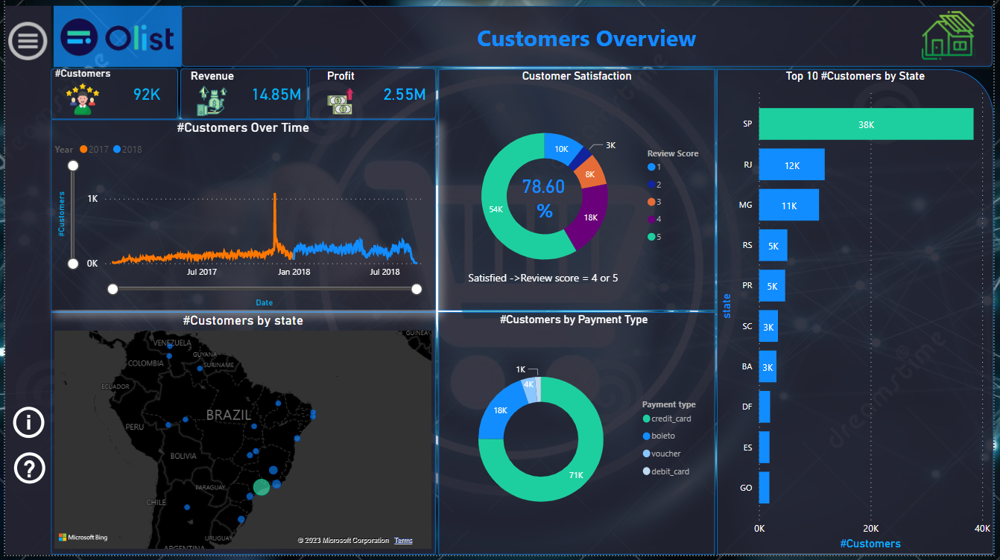 Olist
Customers Overview
#Customers
92K
Revenue
14.85M
Profit
2.55M
#Customers Over Time
Year 2017 2018
#Customers
1K
0K
Jul 2017 Jan 2018 Jul 2018
Date
Customer Satisfaction
10K
3K
8K
18K
54K
78.60
%
Review Score
1
2
3
4
5
Satisfied ->Review score = 4 or 5
Top 10 #Customers by State
state
SP 38K
RJ 12K
MG 11K
RS 5K
PR 5K
SC 3K
BA 3K
DF
ES
GO
0K 20K 40K
#Customers
#Customers by state
VENEZUELA
GUYANA
SURINAME
COLOMBIA
GUINEA
ECUADOR
BRAZIL
PERU
BOLIVIA
PARAGUAY
CHILE
URUGUAY
ARGENTINA
Microsoft Bing
© 2023 Microsoft Corporation Terms
#Customers by Payment Type
1K
4K
18K
71K
Payment type
credit_card
boleto
voucher
debit_card
i
?
dreamstime